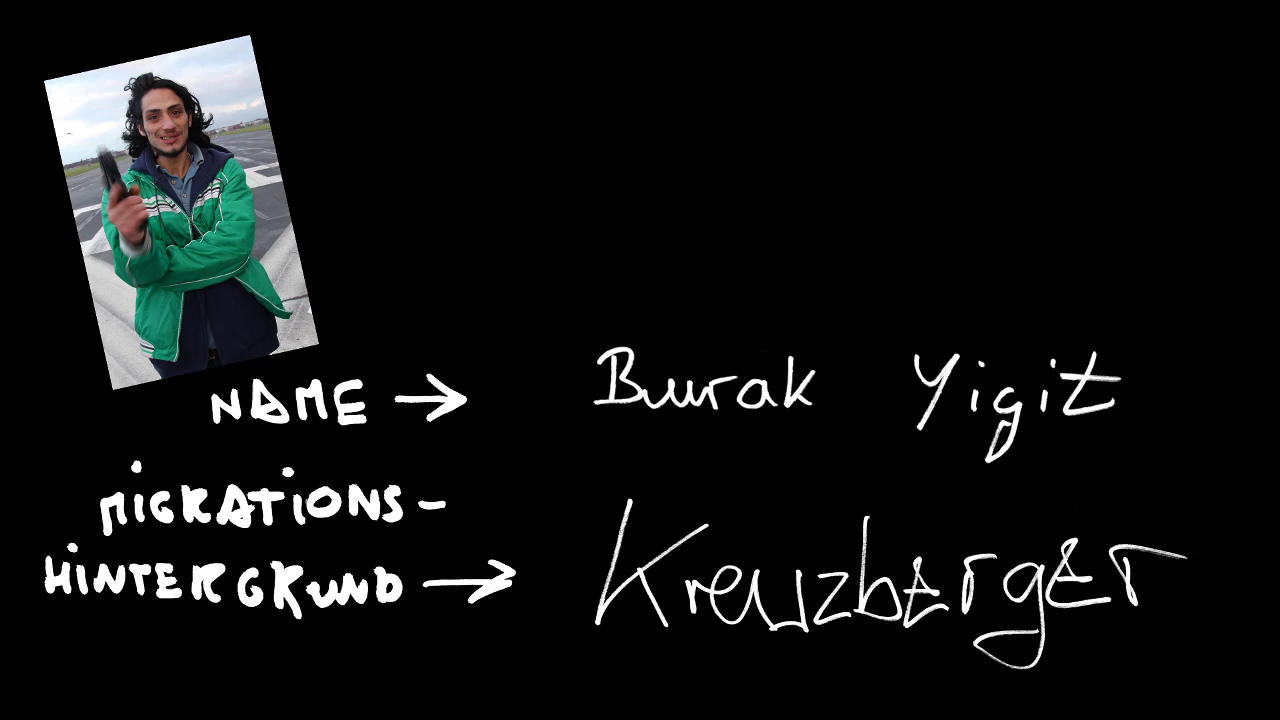 NAME → Burak Yigit
MiGRATiONS-
HiNTERGRUND → Kreuzberger